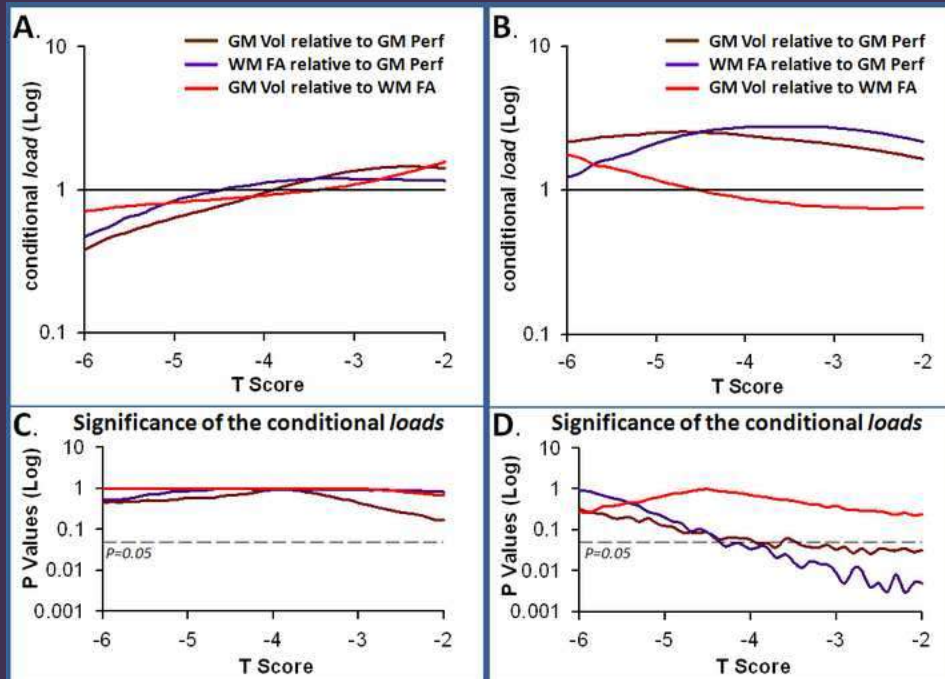 A.
10
GM Vol relative to GM Perf
WM FA relative to GM Perf
GM Vol relative to WM FA
conditional load (Log)
1
0.1
-6 -5 -4 -3 -2
T Score
B.
10
GM Vol relative to GM Perf
WM FA relative to GM Perf
GM Vol relative to WM FA
conditional load (Log)
1
0.1
-6 -5 -4 -3 -2
T Score
C. Significance of the conditional loads
10
1
0.1
P=0.05
0.01
0.001
P Values (Log)
-6 -5 -4 -3 -2
T Score
D. Significance of the conditional loads
10
1
0.1
P=0.05
0.01
0.001
P Values (Log)
-6 -5 -4 -3 -2
T Score